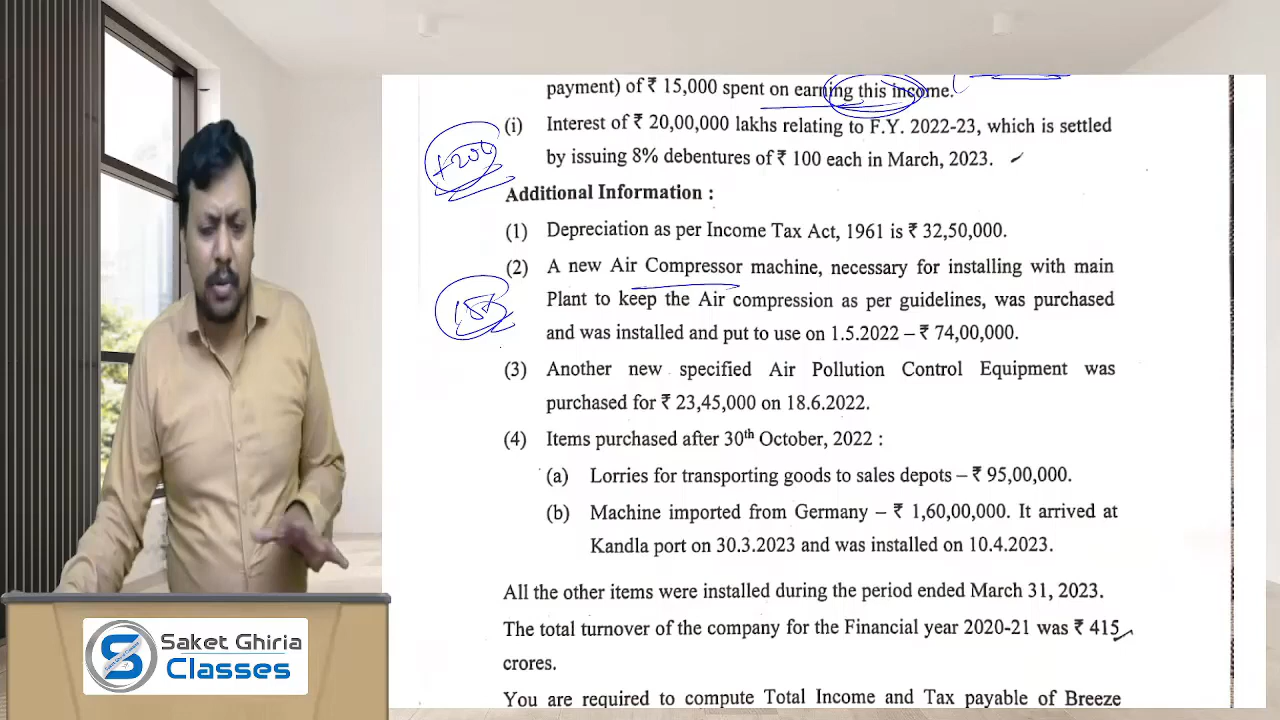 payment) of ₹ 15,000 spent on earning this income.
(i) Interest of ₹ 20,00,000 lakhs relating to F.Y. 2022-23, which is settled
by issuing 8% debentures of ₹ 100 each in March, 2023.
+200
Additional Information :
(1) Depreciation as per Income Tax Act, 1961 is ₹ 32,50,000.
(2) A new Air Compressor machine, necessary for installing with main
Plant to keep the Air compression as per guidelines, was purchased
and was installed and put to use on 1.5.2022 – ₹ 74,00,000.
(3) Another new specified Air Pollution Control Equipment was
purchased for ₹ 23,45,000 on 18.6.2022.
(4) Items purchased after 30th October, 2022 :
(a) Lorries for transporting goods to sales depots – ₹ 95,00,000.
(b) Machine imported from Germany – ₹ 1,60,00,000. It arrived at
Kandla port on 30.3.2023 and was installed on 10.4.2023.
All the other items were installed during the period ended March 31, 2023.
The total turnover of the company for the Financial year 2020-21 was ₹ 415
crores.
You are required to compute Total Income and Tax payable of Breeze
Saket Ghiria
Classes